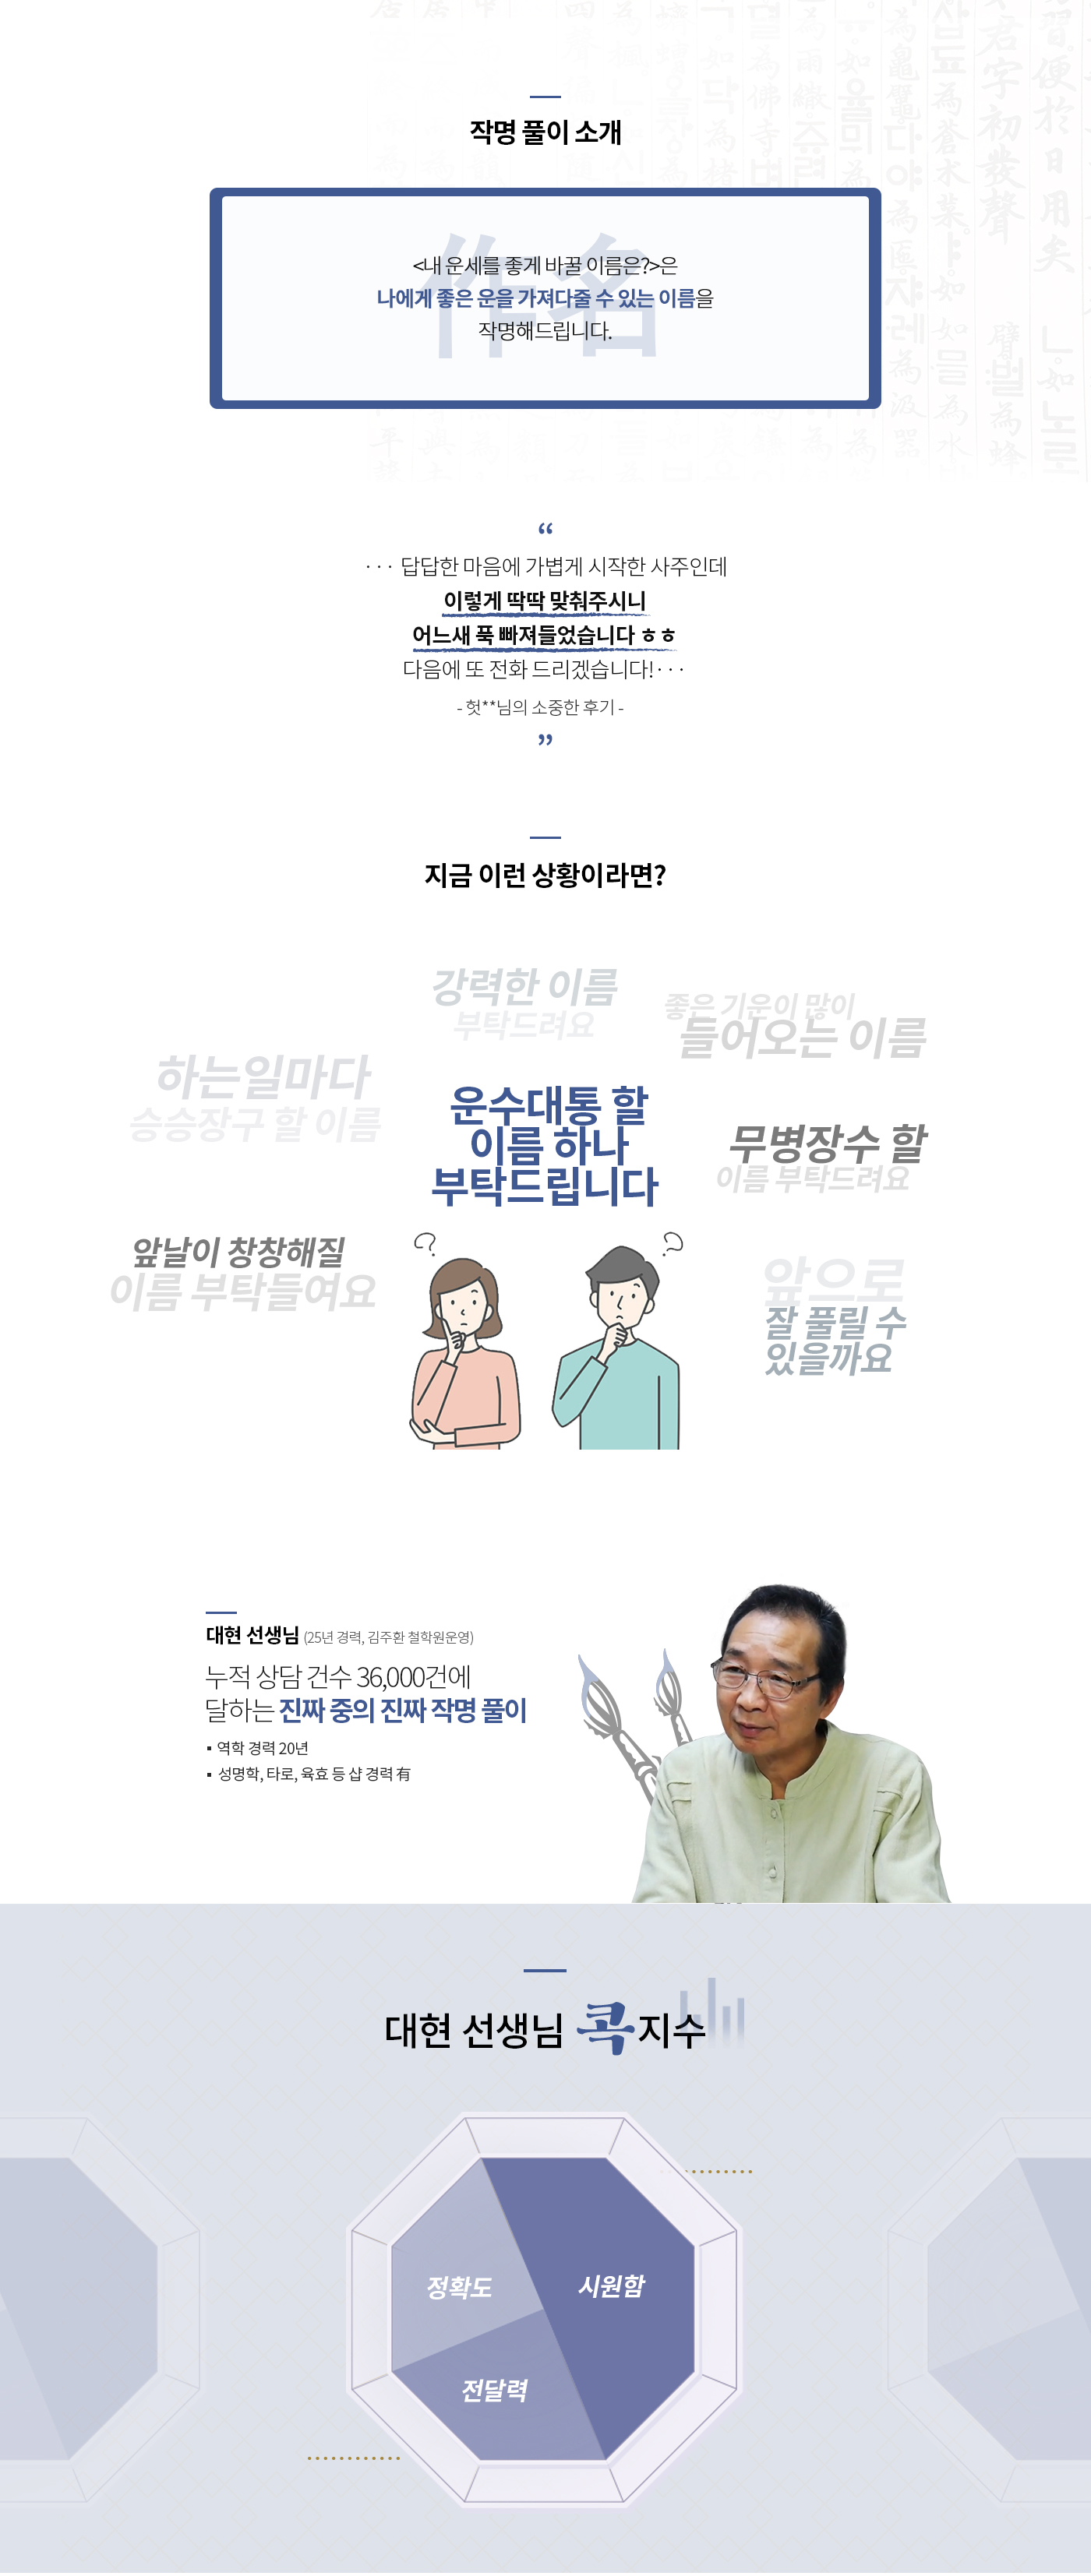 작명 풀이 소개
作名
<내 운세를 좋게 바꿀 이름은?>은
나에게 좋은 운을 가져다줄 수 있는 이름을
작명해드립니다.
“
··· 답답한 마음에 가볍게 시작한 사주인데
이렇게 딱딱 맞춰주시니
어느새 푹 빠져들었습니다 ㅎㅎ
다음에 또 전화 드리겠습니다!···
- 헛**님의 소중한 후기 -
”
지금 이런 상황이라면?
강력한 이름
부탁드려요
좋은 기운이 많이
들어오는 이름
하는일마다
승승장구 할 이름
운수대통 할
이름 하나
부탁드립니다
무병장수 할
이름 부탁드려요
앞날이 창창해질
이름 부탁들여요
앞으로
잘 풀릴 수
있을까요
대현 선생님 (25년 경력, 김주환 철학원운영)
누적 상담 건수 36,000건에
달하는 진짜 중의 진짜 작명 풀이
▪ 역학 경력 20년
▪ 성명학, 타로, 육효 등 샵 경력 有
대현 선생님 콕지수
정확도
시원함
전달력